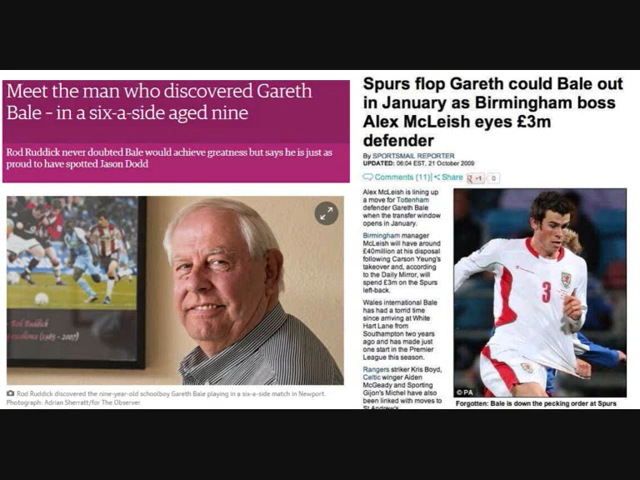 Meet the man who discovered Gareth
Bale – in a six-a-side aged nine
Rod Ruddick never doubted Bale would achieve greatness but says he is just as
proud to have spotted Jason Dodd
Rod Ruddick
excellence (1985 - 2007)
Rod Ruddick discovered the nine-year-old schoolboy Gareth Bale playing in a six-a-side match in Newport.
Photograph: Adrian Sherratt/for The Observer
Spurs flop Gareth could Bale out
in January as Birmingham boss
Alex McLeish eyes £3m
defender
By SPORTSMAIL REPORTER
UPDATED: 06:04 EST, 21 October 2009
Comments (11) Share +1 0
Alex McLeish is lining up
a move for Tottenham
defender Gareth Bale
when the transfer window
opens in January.
Birmingham manager
McLeish will have around
£40million at his
disposal following
Carson Yeung's
takeover and, according
to the Daily Mirror, will
spend £3m on the Spurs
left-back.
Wales international Bale
has had a torrid time
since arriving at White
Hart Lane from
Southampton two years
ago and has made just
one start in the Premier
League this season.
Rangers striker Kris Boyd,
Celtic winger Aiden
McGeady and Sporting
Gijon's Michel have also
been linked with moves to
St Andrew's.
3
© PA
Forgotten: Bale is down the pecking order at Spurs